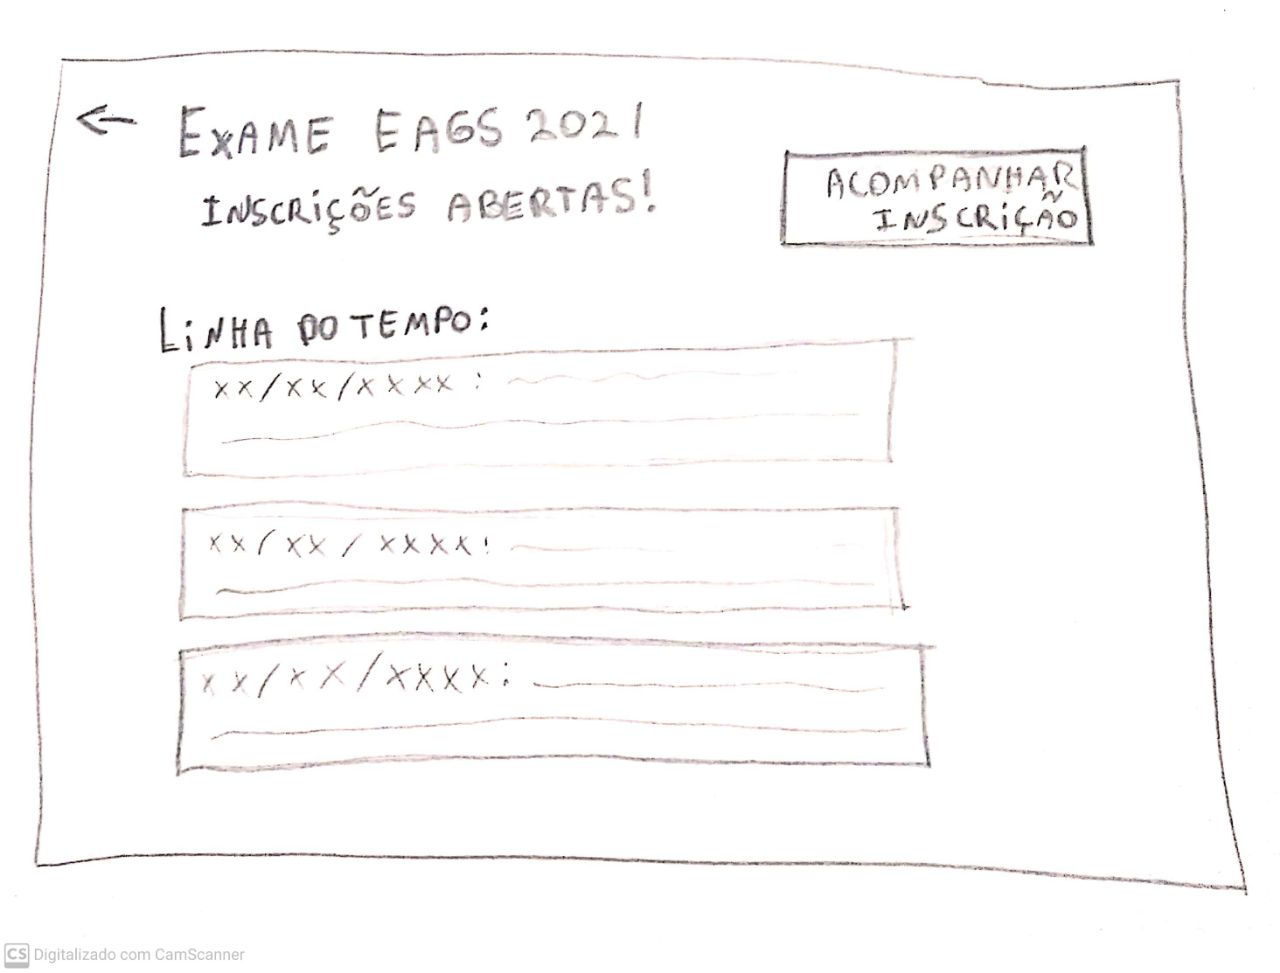 ← EXAME EAGS 2021
INSCRIÇÕES ABERTAS!
ACOMPANHAR
INSCRIÇÃO
LINHA DO TEMPO:
xx/xx/xxxx:
xx/xx/xxxx:
xx/xx/xxxx:
CS Digitalizado com CamScanner